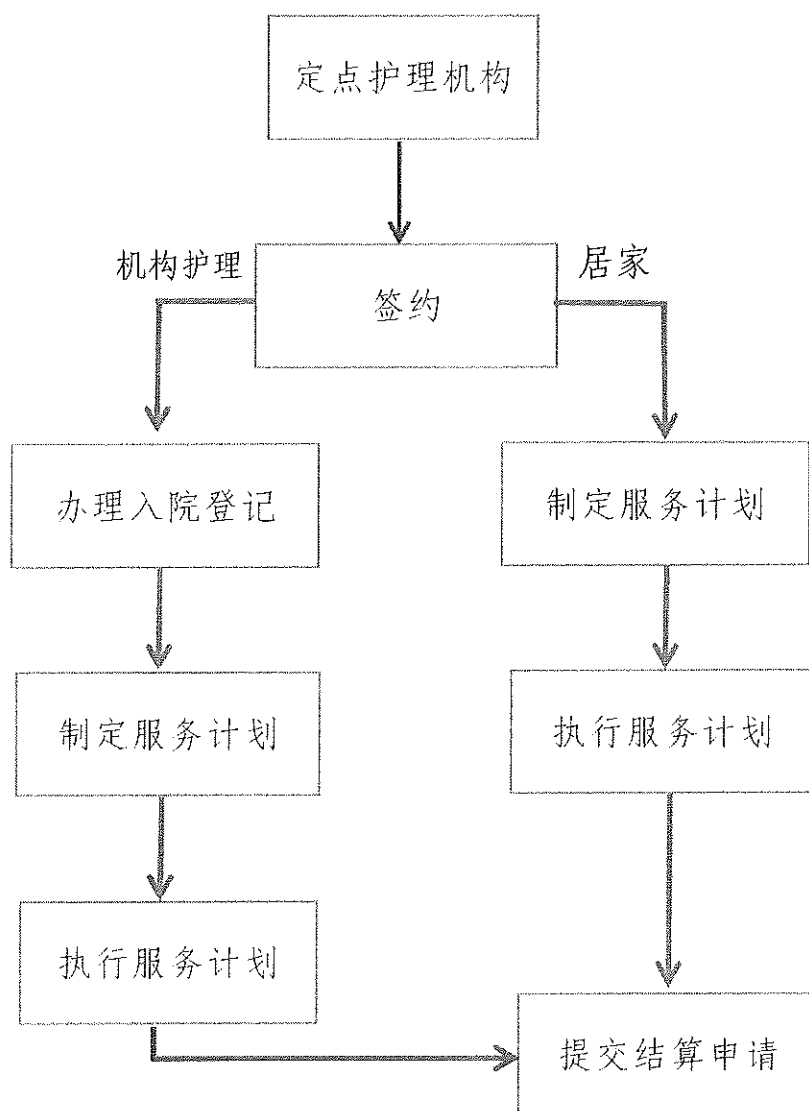 定点护理机构
机构护理
居家
签约
办理入院登记
制定服务计划
制定服务计划
执行服务计划
执行服务计划
提交结算申请